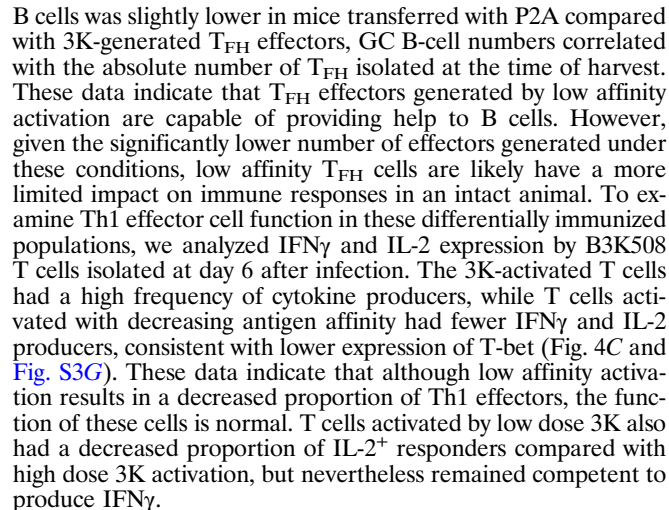 B cells was slightly lower in mice transferred with P2A compared
with 3K-generated TFH effectors, GC B-cell numbers correlated
with the absolute number of TFH isolated at the time of harvest.
These data indicate that TFH effectors generated by low affinity
activation are capable of providing help to B cells. However,
given the significantly lower number of effectors generated under
these conditions, low affinity TFH cells are likely have a more
limited impact on immune responses in an intact animal. To ex-
amine Th1 effector cell function in these differentially immunized
populations, we analyzed IFNγ and IL-2 expression by B3K508
T cells isolated at day 6 after infection. The 3K-activated T cells
had a high frequency of cytokine producers, while T cells acti-
vated with decreasing antigen affinity had fewer IFNγ and IL-2
producers, consistent with lower expression of T-bet (Fig. 4C and
Fig. S3G). These data indicate that although low affinity activa-
tion results in a decreased proportion of Th1 effectors, the func-
tion of these cells is normal. T cells activated by low dose 3K also
had a decreased proportion of IL-2+ responders compared with
high dose 3K activation, but nevertheless remained competent to
produce IFNγ.